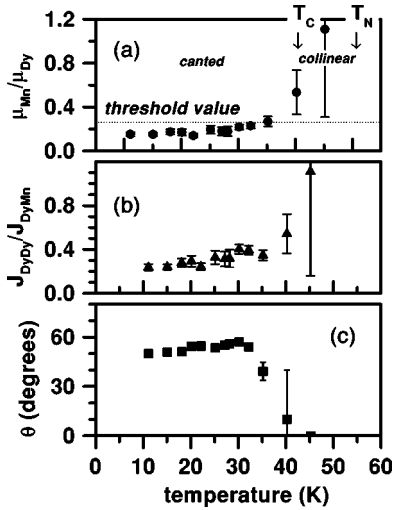 T_C T_N
↓ ↓
1.2
(a)
canted
collinear
0.8
μ_Mn/μ_Dy
0.4
threshold value
0.0
(b)
0.8
J_DyDy/J_DyMn
0.4
0.0
(c)
60
θ (degrees)
30
0
0 10 20 30 40 50 60
temperature (K)